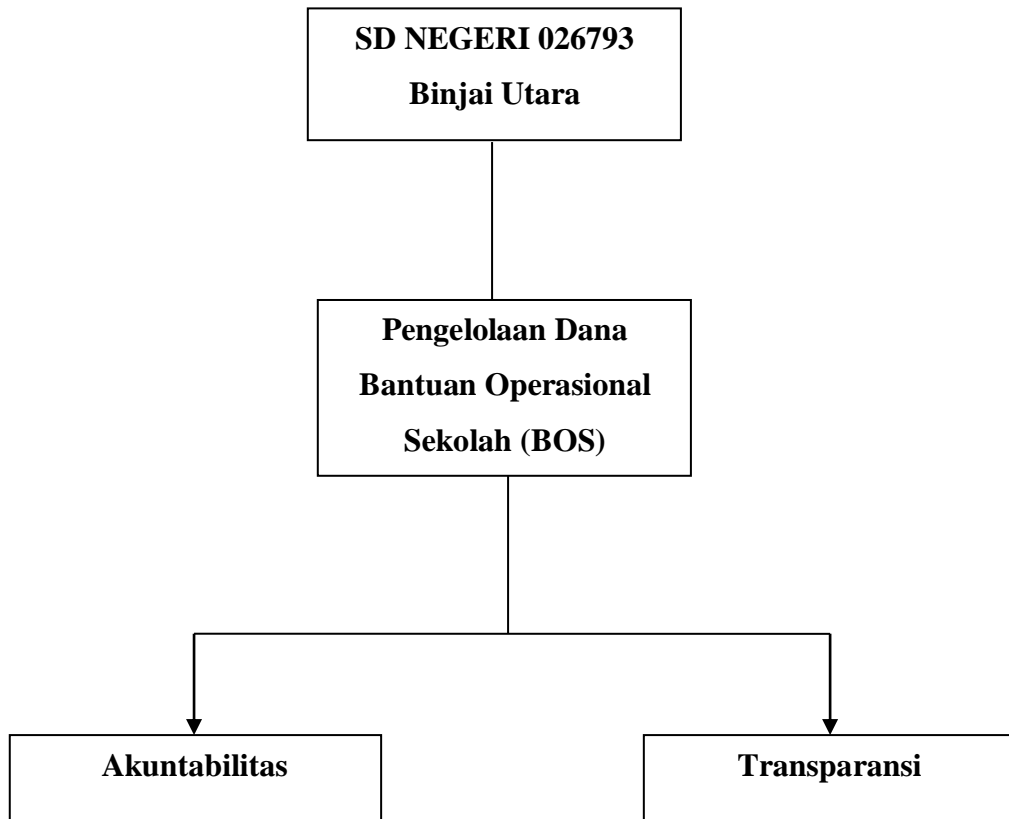 SD NEGERI 026793
Binjai Utara
Pengelolaan Dana
Bantuan Operasional
Sekolah (BOS)
Akuntabilitas
Transparansi